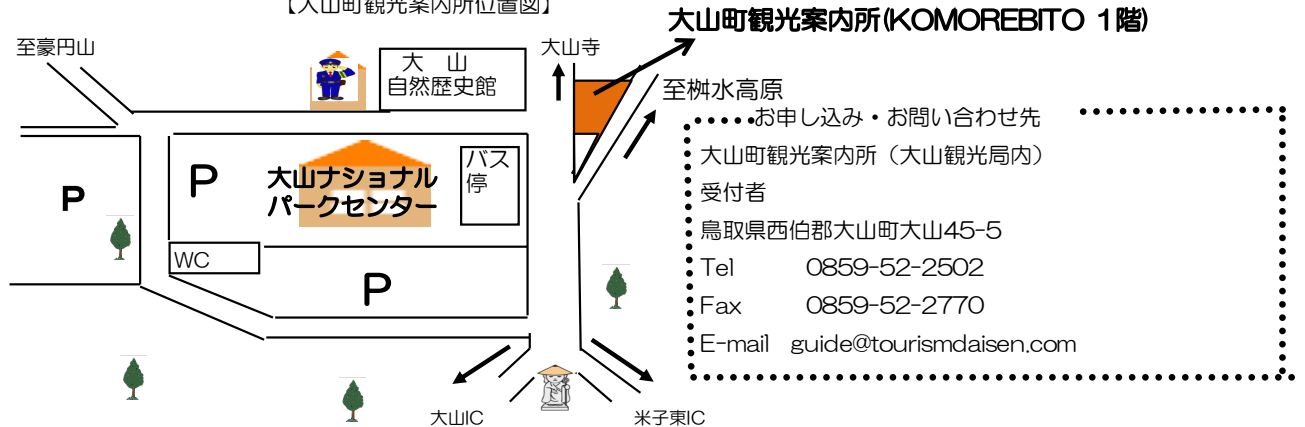 【大山町観光案内所位置図】
大山町観光案内所(KOMOREBITO 1階)
至豪円山
大　山
自然歴史館
大山寺
至桝水高原
お申し込み・お問い合わせ先
大山町観光案内所（大山観光局内）
受付者
鳥取県西伯郡大山町大山45-5
Tel　0859-52-2502
Fax　0859-52-2770
E-mail　guide@tourismdaisen.com
P
P
大山ナショナル
パークセンター
バス
停
WC
P
大山IC
米子東IC